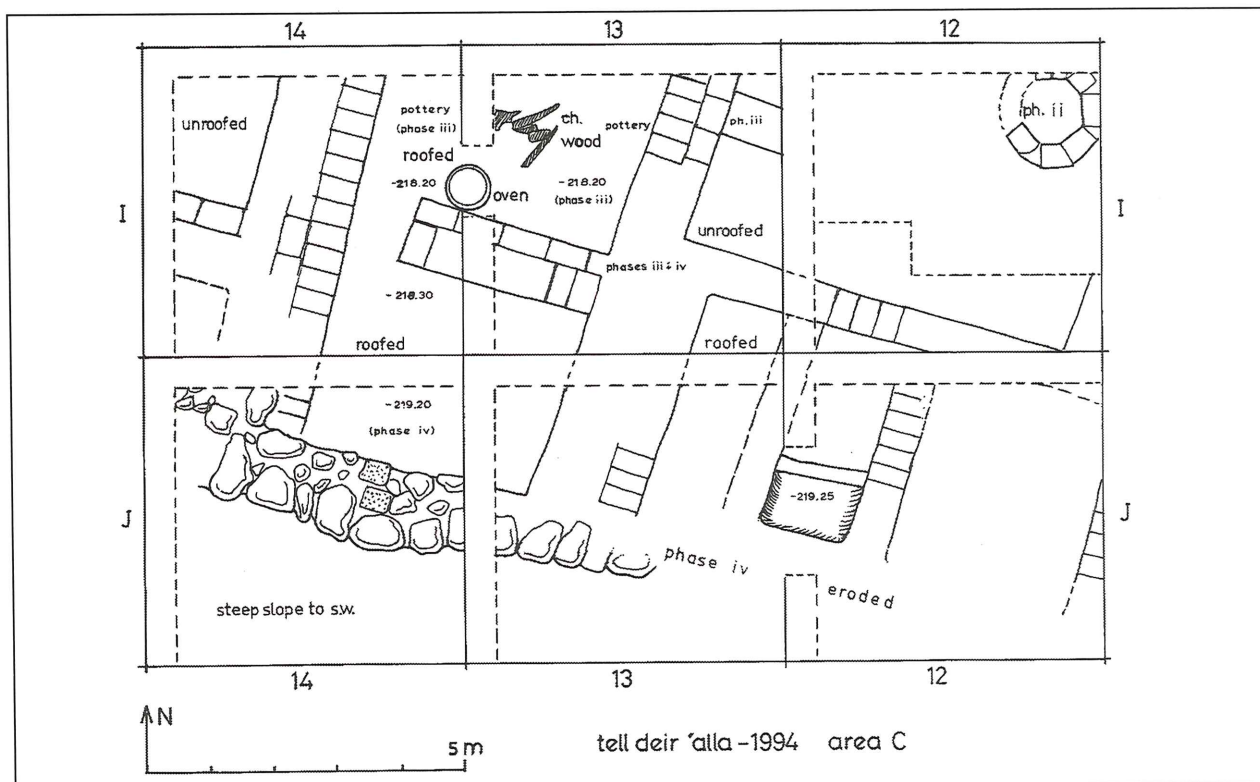 14 13 12
unroofed
pottery
(phase iii)
roofed
-218.20
ch.
wood
oven
-218.20
(phase iii)
pottery
ph. iii
ph. ii
I
I
unroofed
phases iii + iv
-218.30
roofed
roofed
-219.20
(phase iv)
-219.25
J
J
phase iv
eroded
steep slope to s.w.
14 13 12
N
5 m
tell deir 'alla -1994 area C